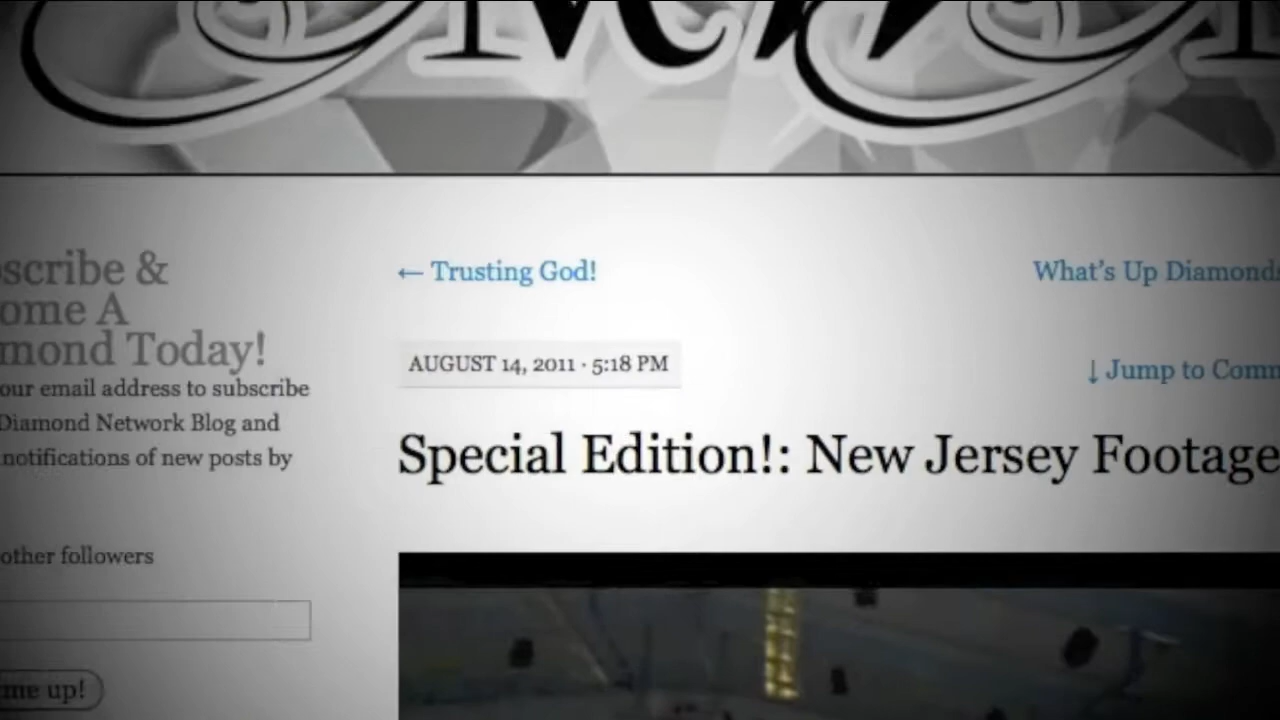 ← Trusting God!
What's Up Diamonds
AUGUST 14, 2011 · 5:18 PM
↓ Jump to Comm
Special Edition!: New Jersey Footage
scribe &
ome A
mond Today!
our email address to subscribe
Diamond Network Blog and
notifications of new posts by
other followers
me up!